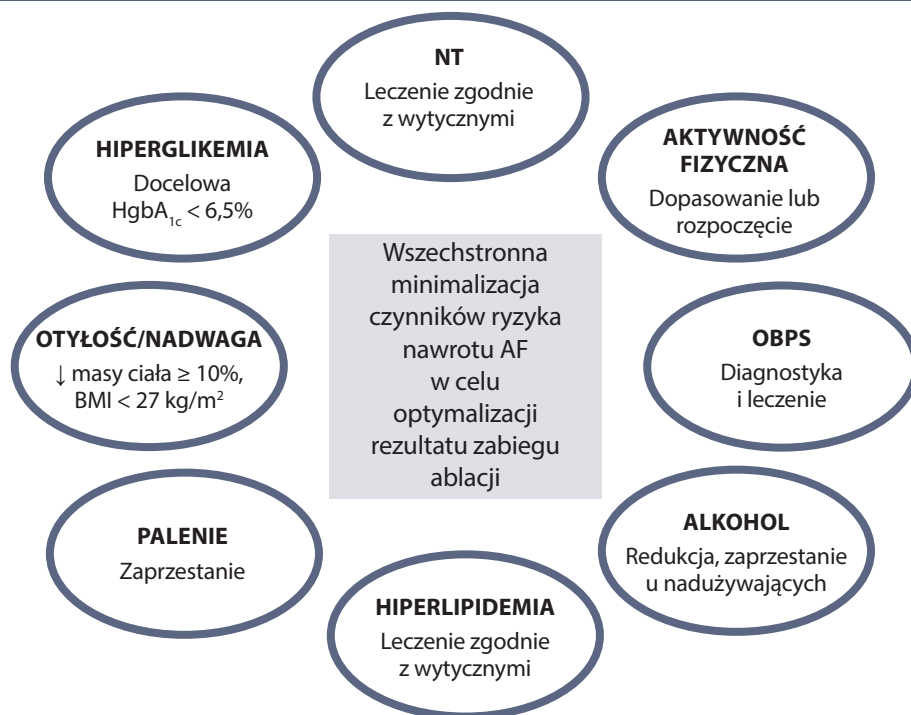 NT
Leczenie zgodnie
z wytycznymi
HIPERGLIKEMIA
Docelowa
HgbA1c < 6,5%
AKTYWNOŚĆ
FIZYCZNA
Dopasowanie lub
rozpoczęcie
Wszechstronna
minimalizacja
czynników ryzyka
nawrotu AF
w celu
optymalizacji
rezultatu zabiegu
ablacji
OTYŁOŚĆ/NADWAGA
↓ masy ciała ≥ 10%,
BMI < 27 kg/m²
OBPS
Diagnostyka
i leczenie
PALENIE
Zaprzestanie
ALKOHOL
Redukcja, zaprzestanie
u nadużywających
HIPERLIPIDEMIA
Leczenie zgodnie
z wytycznymi